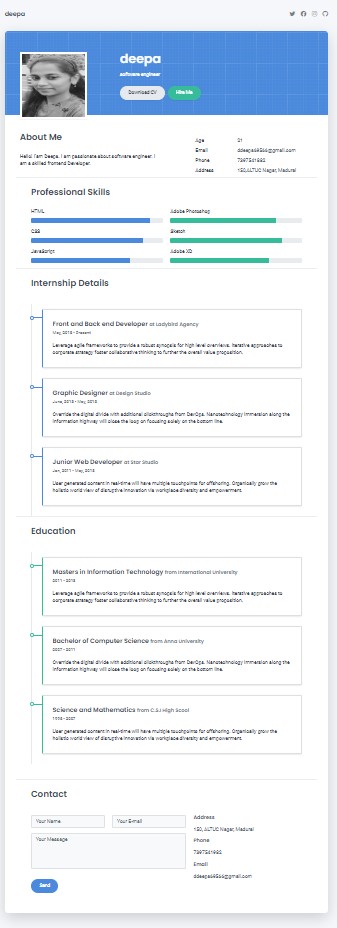 deepa
deepa
software engineer
Download CV
Hire Me
About Me
Hello! I'am Deepa. I am passionate about software engineer. I
am a skilled frontend Developer.
Age 21
Email ddeepa69566@gmail.com
Phone 7397541982
Address 150,ALTUC Nagar, Madurai
Professional Skills
HTML
Adobe Photoshop
CSS
Sketch
JavaScript
Adobe XD
Internship Details
Front and Back end Developer at Ladybird Agency
May, 2015 - Present
Leverage agile frameworks to provide a robust synopsis for high level overviews. Iterative approaches to
corporate strategy foster collaborative thinking to further the overall value proposition.
Graphic Designer at Design Studio
June, 2013 - May, 2015
Override the digital divide with additional clickthroughs from DevOps. Nanotechnology immersion along the
information highway will close the loop on focusing solely on the bottom line.
Junior Web Developer at Star Studio
Jan, 2011 - May, 2013
User generated content in real-time will have multiple touchpoints for offshoring. Organically grow the
holistic world view of disruptive innovation via workplace diversity and empowerment.
Education
Masters in Information Technology from International University
2011 - 2013
Leverage agile frameworks to provide a robust synopsis for high level overviews. Iterative approaches to
corporate strategy foster collaborative thinking to further the overall value proposition.
Bachelor of Computer Science from Anna University
2007 - 2011
Override the digital divide with additional clickthroughs from DevOps. Nanotechnology immersion along the
information highway will close the loop on focusing solely on the bottom line.
Science and Mathematics from C.S.I High Scool
1998 - 2007
User generated content in real-time will have multiple touchpoints for offshoring. Organically grow the
holistic world view of disruptive innovation via workplace diversity and empowerment.
Contact
Your Name
Your E-mail
Your Message
Send
Address
150, ALTUC Nagar, Madurai
Phone
7397541982
Email
ddeepa69566@gmail.com